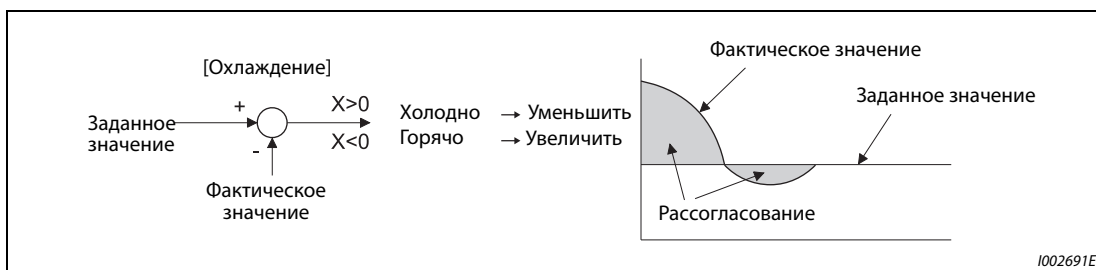 [Охлаждение]
Заданное
значение
+
-
X>0
X<0
Фактическое
значение
Холодно → Уменьшить
Горячо → Увеличить
Фактическое значение
Заданное значение
Рассогласование
I002691E